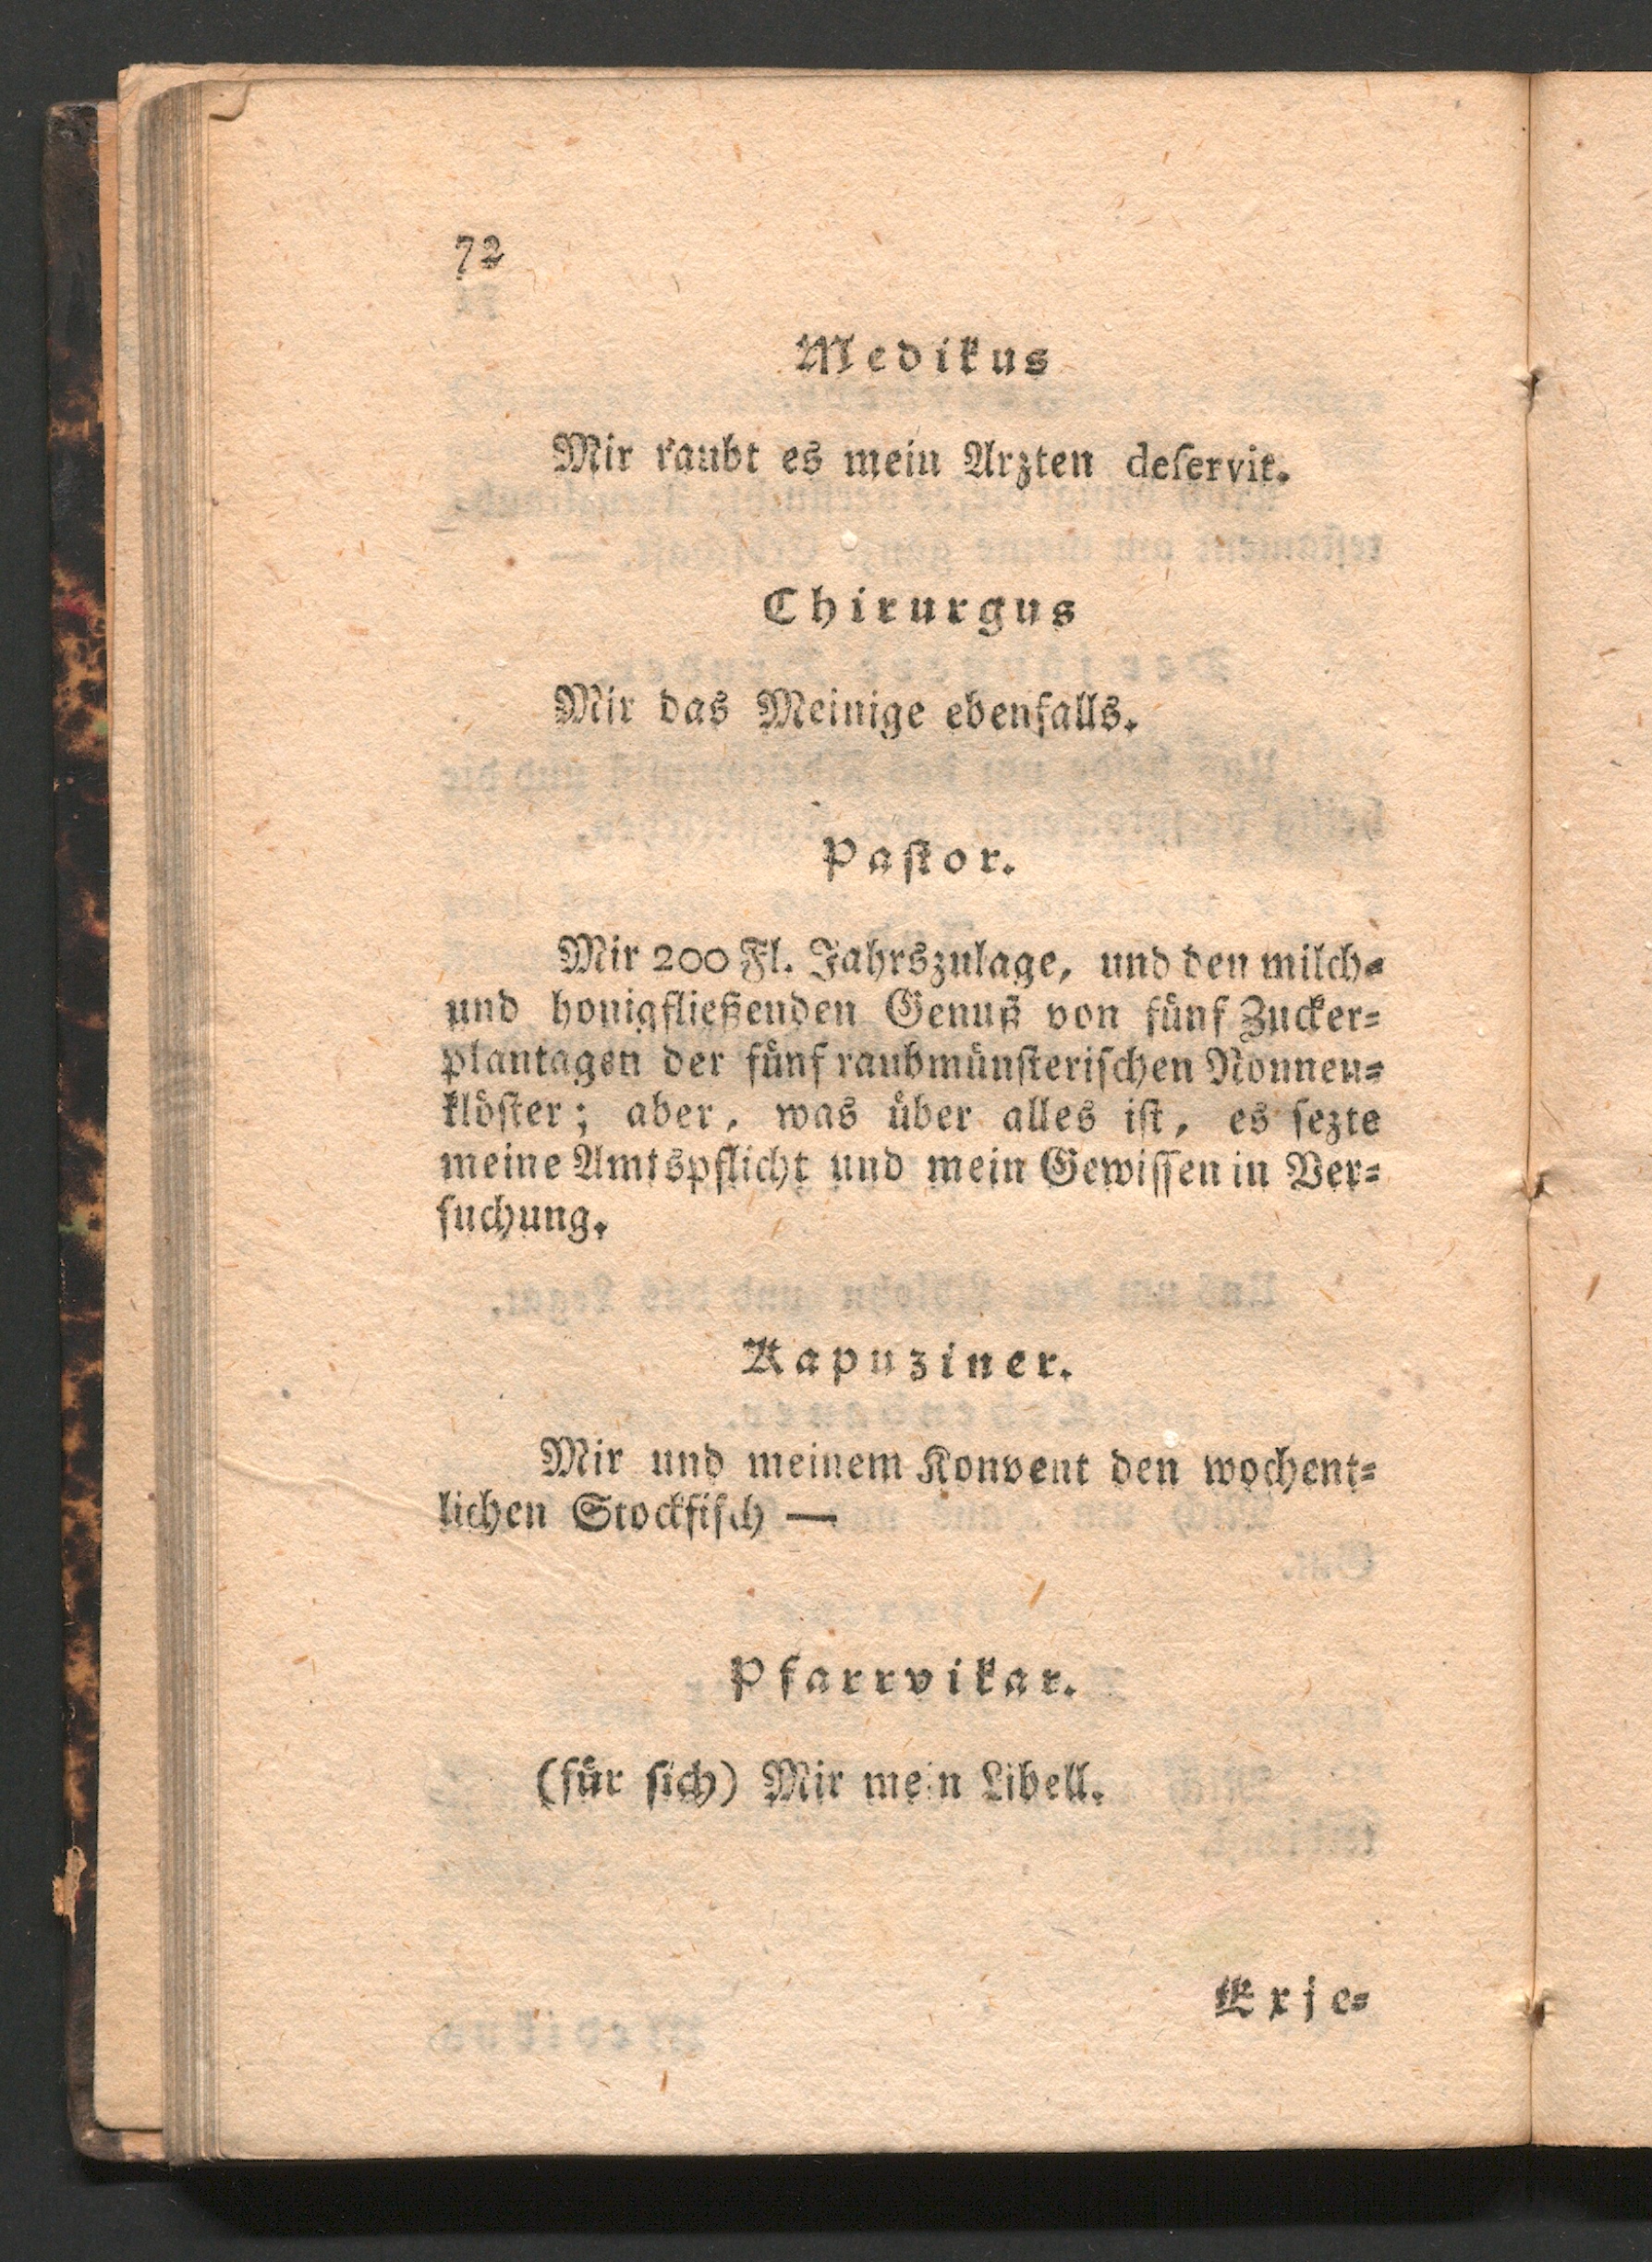 72
Medikus
Mir raubt es mein Arzten deſervit.
Chirurgus
Mir das Meinige ebenfalls.
Paſtor.
Mir 200 Fl. Jahrszulage, und den milch⸗
und honigfließenden Genuß von fünf Zucker⸗
plantagen der fünf raubmünſteriſchen Nonnen⸗
klöſter; aber, was über alles iſt, es ſezte
meine Amtspflicht und mein Gewiſſen in Ver⸗
ſuchung.
Kapuziner.
Mir und meinem Konvent den wochent⸗
lichen Stockfiſch —
Pfarrvikar.
(für ſich) Mir mein Libell.
Exje⸗